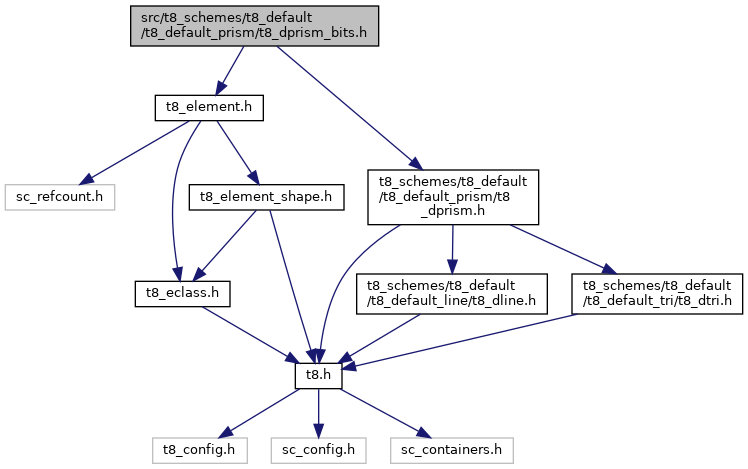 src/t8_schemes/t8_default
/t8_default_prism/t8_dprism_bits.h
t8_element.h
sc_refcount.h
t8_element_shape.h
t8_schemes/t8_default
/t8_default_prism/t8
_dprism.h
t8_eclass.h
t8_schemes/t8_default
/t8_default_line/t8_dline.h
t8_schemes/t8_default
/t8_default_tri/t8_dtri.h
t8.h
t8_config.h
sc_config.h
sc_containers.h